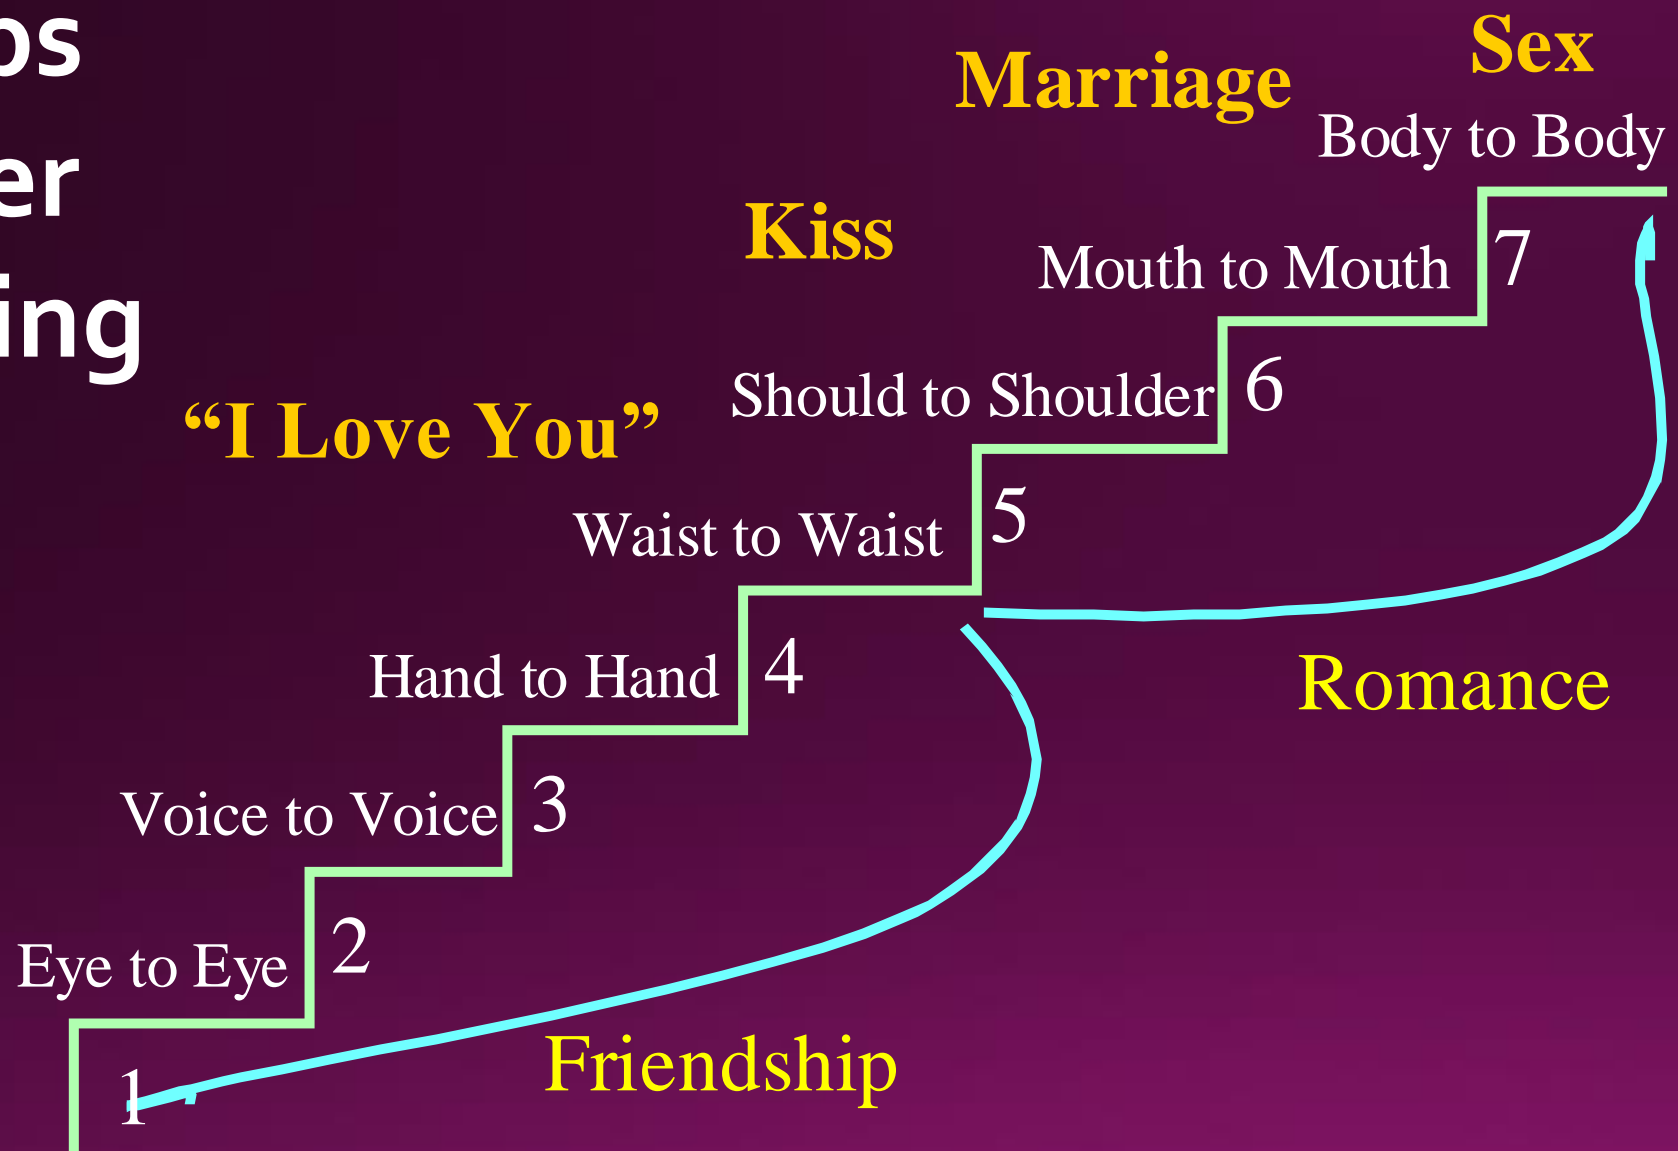 Sex
Marriage
Body to Body
Kiss
7
Mouth to Mouth
6
Should to Shoulder
“I Love You”
5
Waist to Waist
4
Hand to Hand
Romance
3
Voice to Voice
2
Eye to Eye
Friendship
1